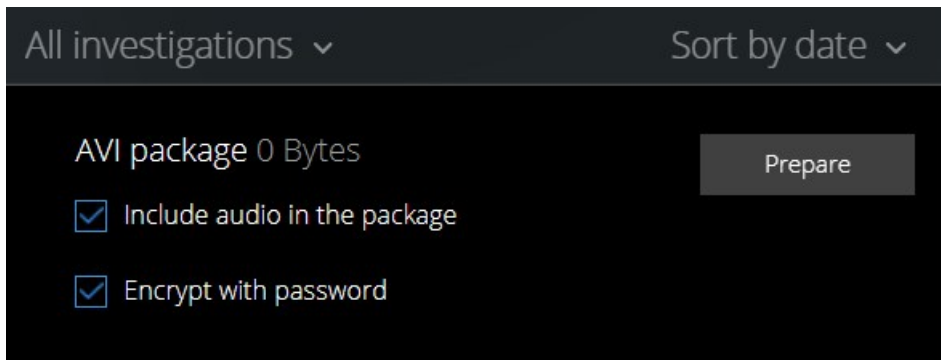 All investigations
Sort by date
AVI package 0 Bytes
Prepare
Include audio in the package
Encrypt with password